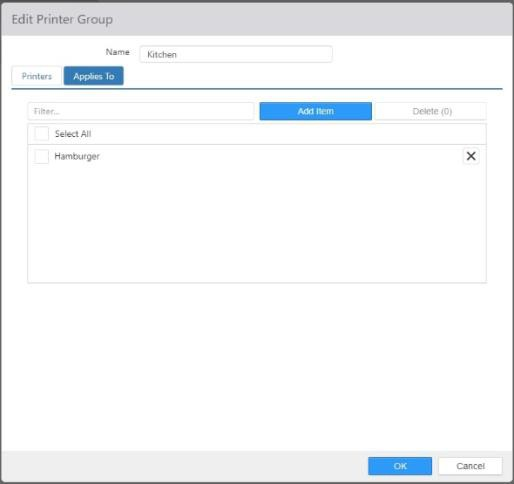 Edit Printer Group
Name Kitchen
Printers Applies To
Filter... Add Item Delete (0)
Select All
Hamburger
OK Cancel